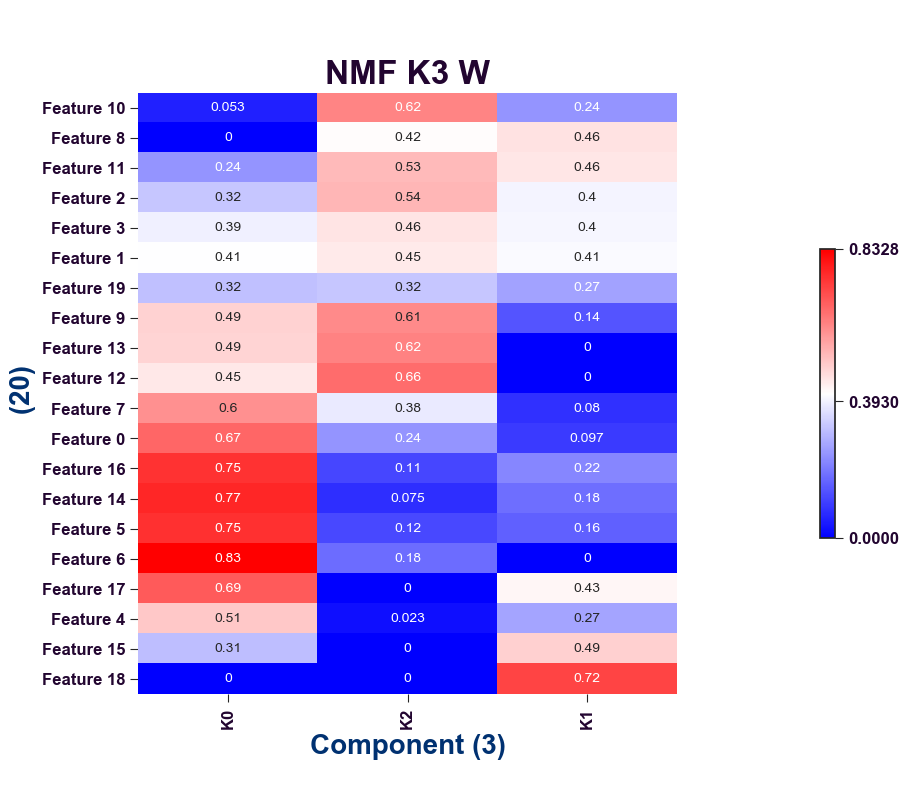 NMF K3 W
Feature 10 0.053 0.62 0.24
Feature 8 0 0.42 0.46
Feature 11 0.24 0.53 0.46
Feature 2 0.32 0.54 0.4
Feature 3 0.39 0.46 0.4
Feature 1 0.41 0.45 0.41
Feature 19 0.32 0.32 0.27
Feature 9 0.49 0.61 0.14
Feature 13 0.49 0.62 0
Feature 12 0.45 0.66 0
Feature 7 0.6 0.38 0.08
Feature 0 0.67 0.24 0.097
Feature 16 0.75 0.11 0.22
Feature 14 0.77 0.075 0.18
Feature 5 0.75 0.12 0.16
Feature 6 0.83 0.18 0
Feature 17 0.69 0 0.43
Feature 4 0.51 0.023 0.27
Feature 15 0.31 0 0.49
Feature 18 0 0 0.72
(20)
K0 K2 K1
Component (3)
0.8328
0.3930
0.0000